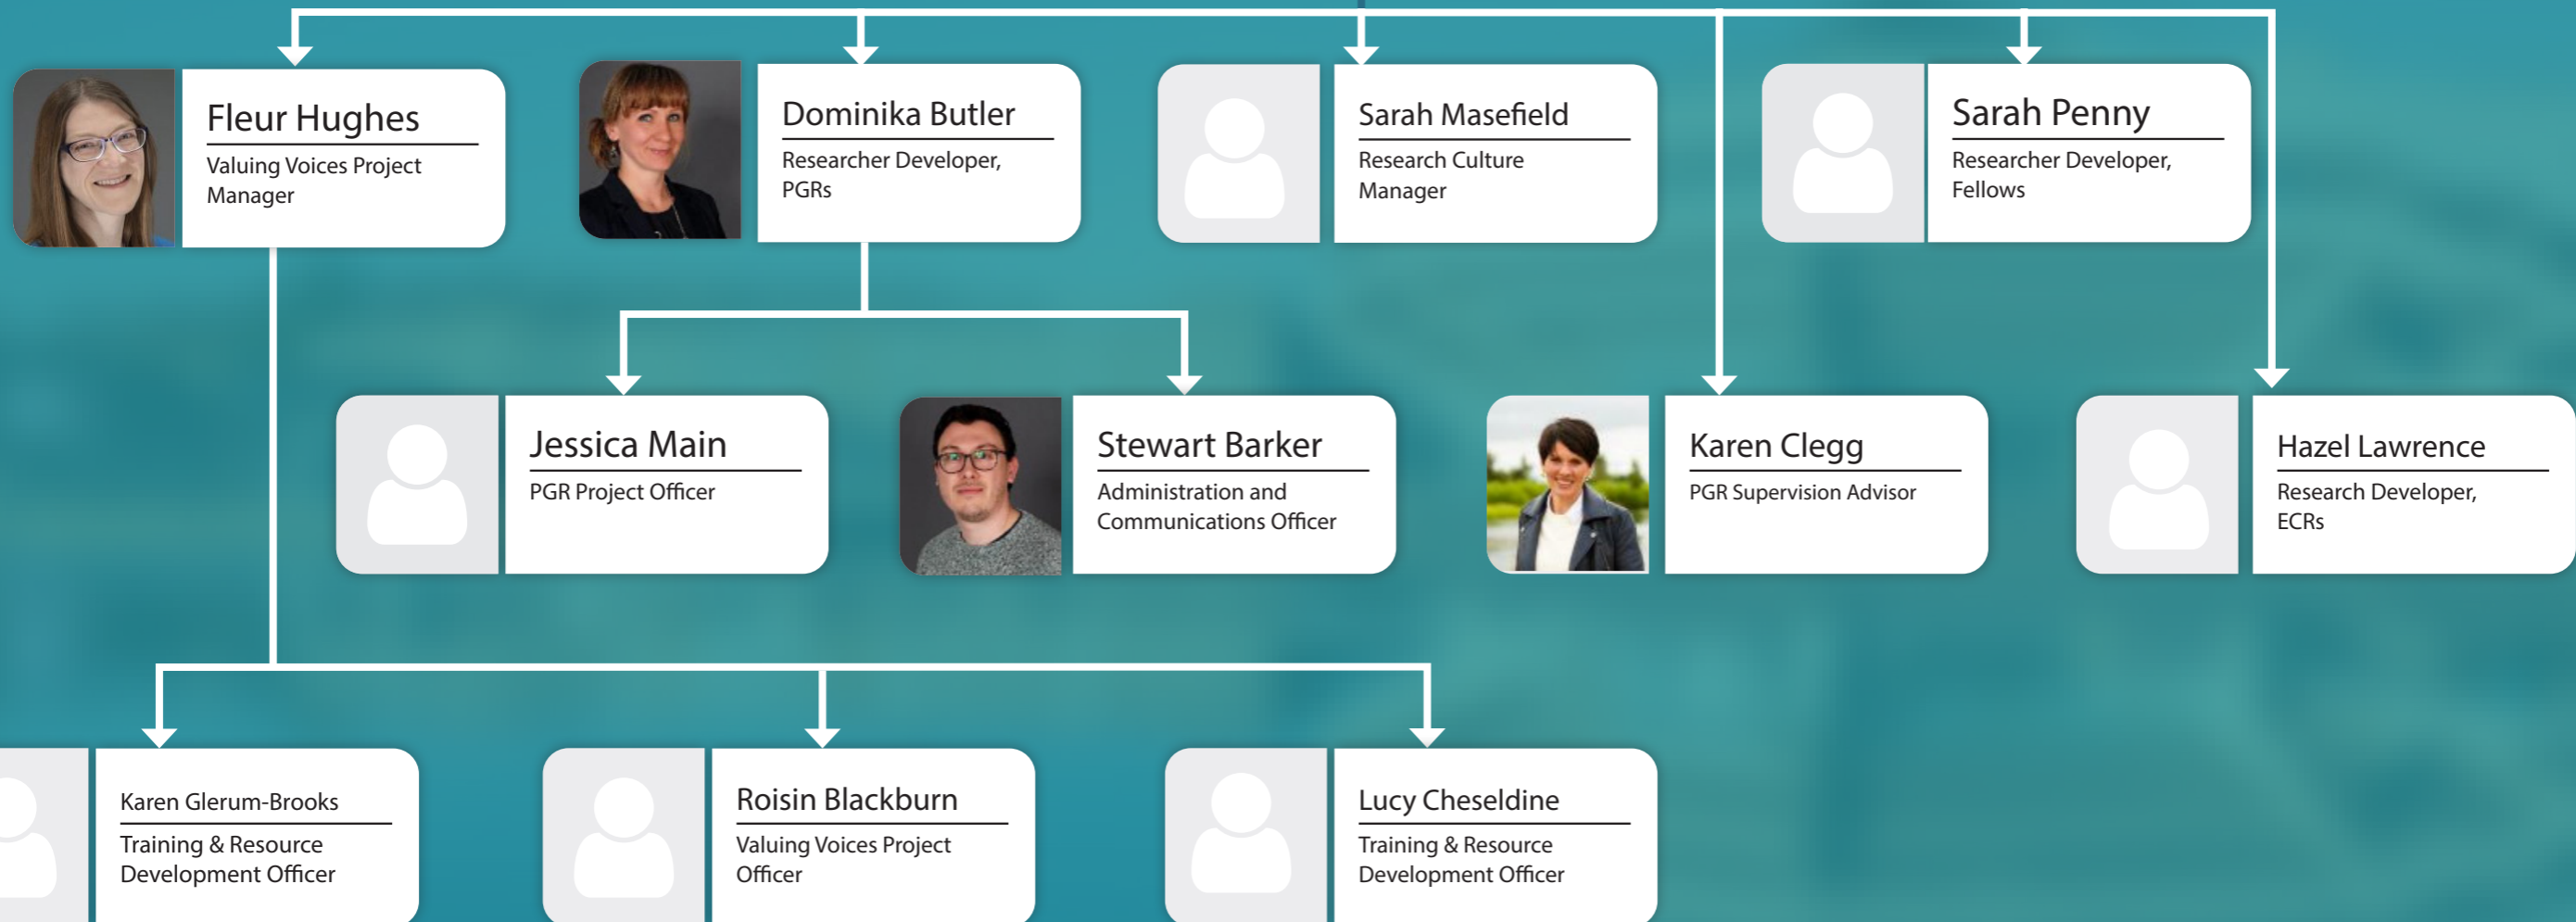 Fleur Hughes
Valuing Voices Project
Manager
Dominika Butler
Researcher Developer,
PGRs
Sarah Masefield
Research Culture
Manager
Sarah Penny
Researcher Developer,
Fellows
Jessica Main
PGR Project Officer
Stewart Barker
Administration and
Communications Officer
Karen Clegg
PGR Supervision Advisor
Hazel Lawrence
Research Developer,
ECRs
Karen Glerum-Brooks
Training & Resource
Development Officer
Roisin Blackburn
Valuing Voices Project
Officer
Lucy Cheseldine
Training & Resource
Development Officer